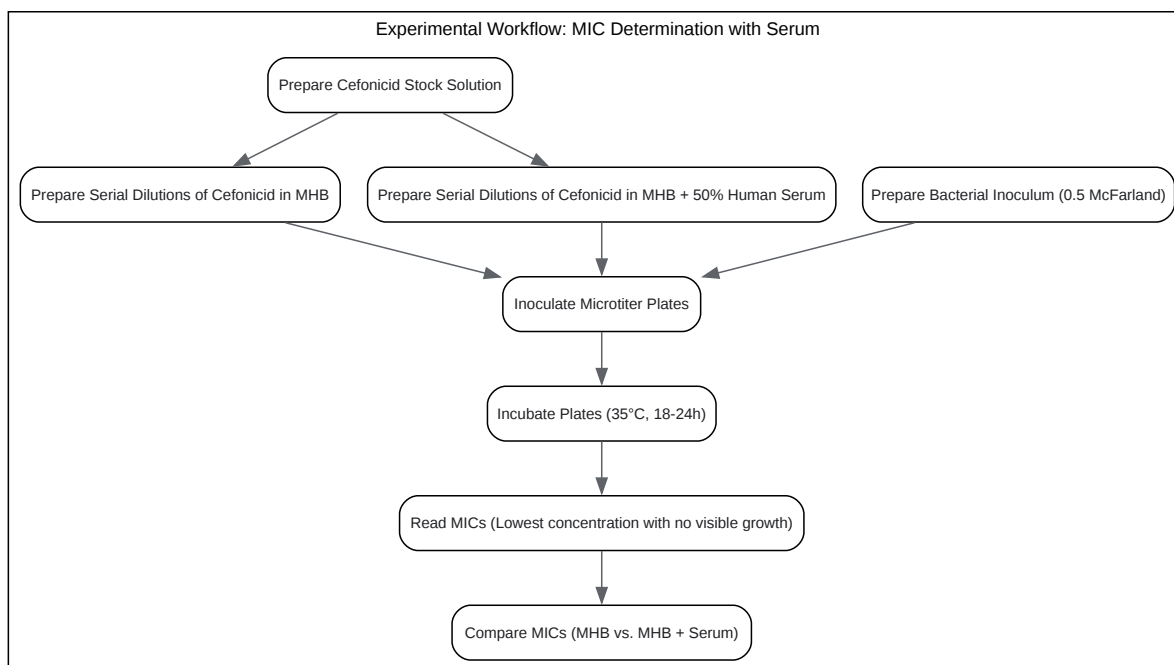 Experimental Workflow: MIC Determination with Serum
Prepare Cefonicid Stock Solution
Prepare Serial Dilutions of Cefonicid in MHB
Prepare Serial Dilutions of Cefonicid in MHB + 50% Human Serum
Prepare Bacterial Inoculum (0.5 McFarland)
Inoculate Microtiter Plates
Incubate Plates (35°C, 18-24h)
Read MICs (Lowest concentration with no visible growth)
Compare MICs (MHB vs. MHB + Serum)